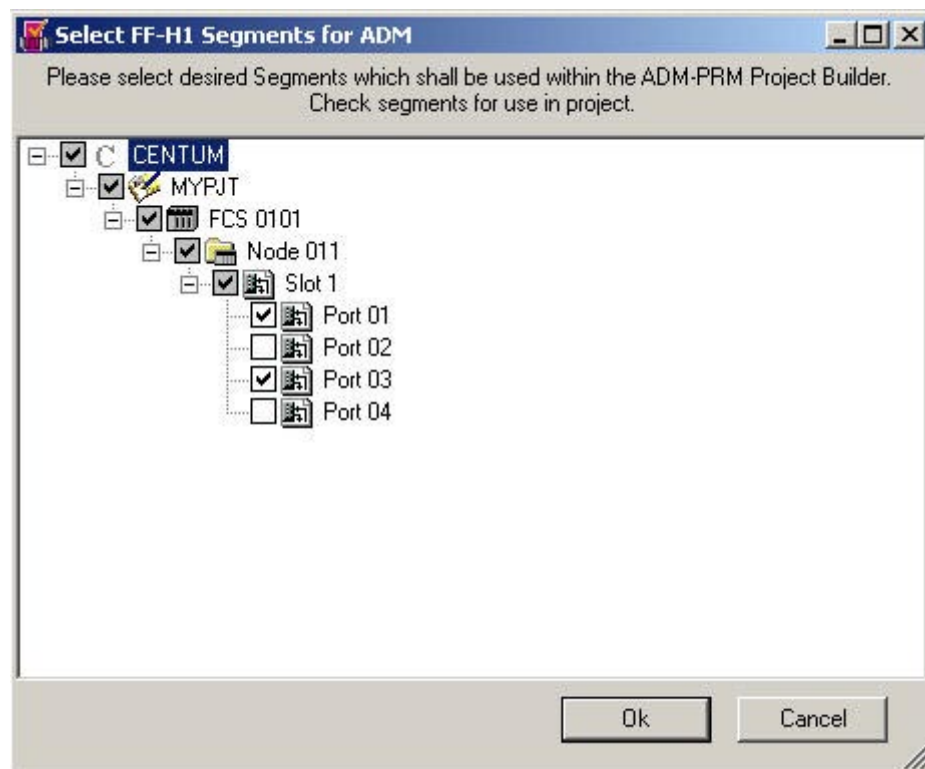 Select FF-H1 Segments for ADM
Please select desired Segments which shall be used within the ADM-PRM Project Builder.
Check segments for use in project.
C CENTUM
MYPJT
FCS 0101
Node 011
Slot 1
Port 01
Port 02
Port 03
Port 04
Ok Cancel